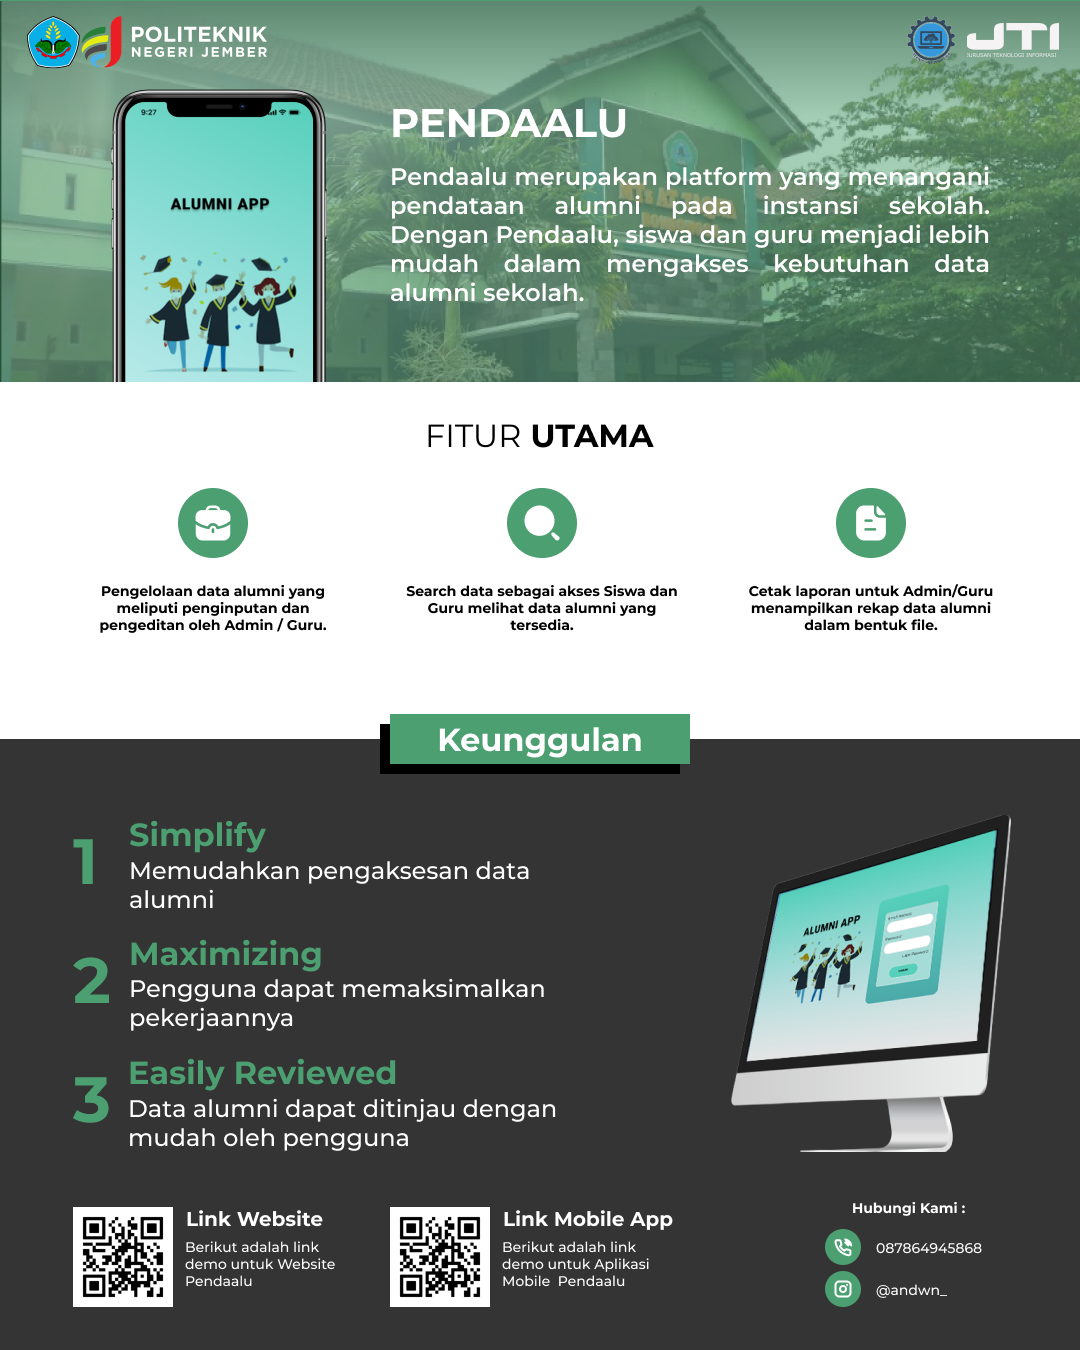 POLITEKNIK
NEGERI JEMBER
JTI
JURUSAN TEKNOLOGI INFORMASI
9:27
ALUMNI APP
PENDAALU
Pendaalu merupakan platform yang menangani
pendataan alumni pada instansi sekolah.
Dengan Pendaalu, siswa dan guru menjadi lebih
mudah dalam mengakses kebutuhan data
alumni sekolah.
FITUR UTAMA
Pengelolaan data alumni yang
meliputi penginputan dan
pengeditan oleh Admin / Guru.
Search data sebagai akses Siswa dan
Guru melihat data alumni yang
tersedia.
Cetak laporan untuk Admin/Guru
menampilkan rekap data alumni
dalam bentuk file.
Keunggulan
1 Simplify
Memudahkan pengaksesan data
alumni
2 Maximizing
Pengguna dapat memaksimalkan
pekerjaannya
3 Easily Reviewed
Data alumni dapat ditinjau dengan
mudah oleh pengguna
ALUMNI APP
Link Website
Berikut adalah link
demo untuk Website
Pendaalu
Link Mobile App
Berikut adalah link
demo untuk Aplikasi
Mobile Pendaalu
Hubungi Kami :
087864945868
@andwn_